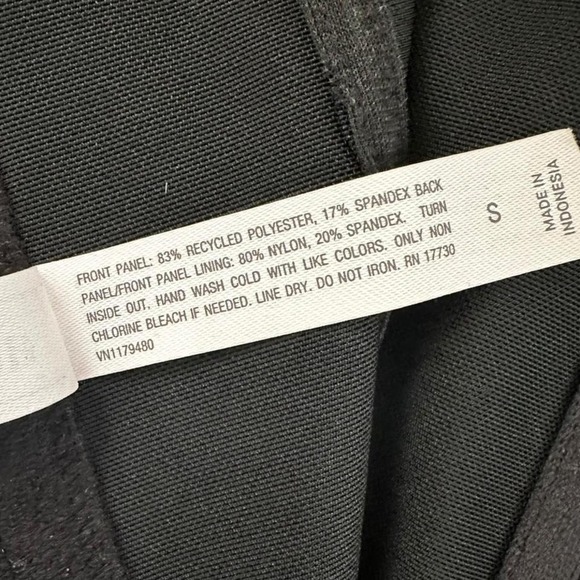 FRONT PANEL: 83% RECYCLED POLYESTER, 17% SPANDEX BACK
PANEL/FRONT PANEL LINING: 80% NYLON, 20% SPANDEX. TURN
INSIDE OUT. HAND WASH COLD WITH LIKE COLORS. ONLY NON
CHLORINE BLEACH IF NEEDED. LINE DRY. DO NOT IRON. RN 17730
VN1179480
S
MADE IN
INDONESIA